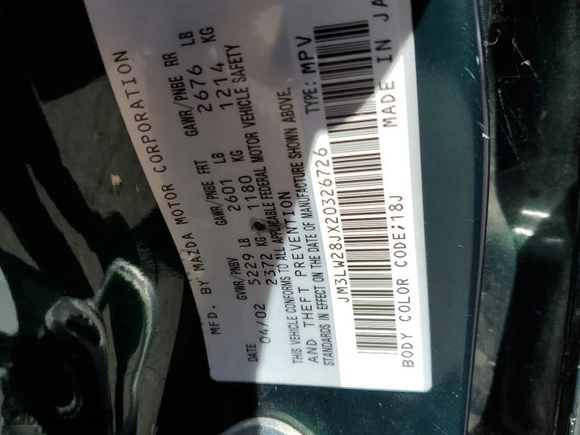 MFD. BY MAZDA MOTOR CORPORATION
DATE GVWR/PNBV GAWR/PNBE FRT GAWR/PNBE RR
04/02 5229 LB 2601 LB 2676 LB
2372 KG 1180 KG 1214 KG
THIS VEHICLE CONFORMS TO ALL APPLICABLE FEDERAL MOTOR VEHICLE SAFETY
AND THEFT PREVENTION
STANDARDS IN EFFECT ON THE DATE OF MANUFACTURE SHOWN ABOVE.
JM3LW28JX20326726 TYPE: MPV
BODY COLOR CODE;18J MADE IN JA